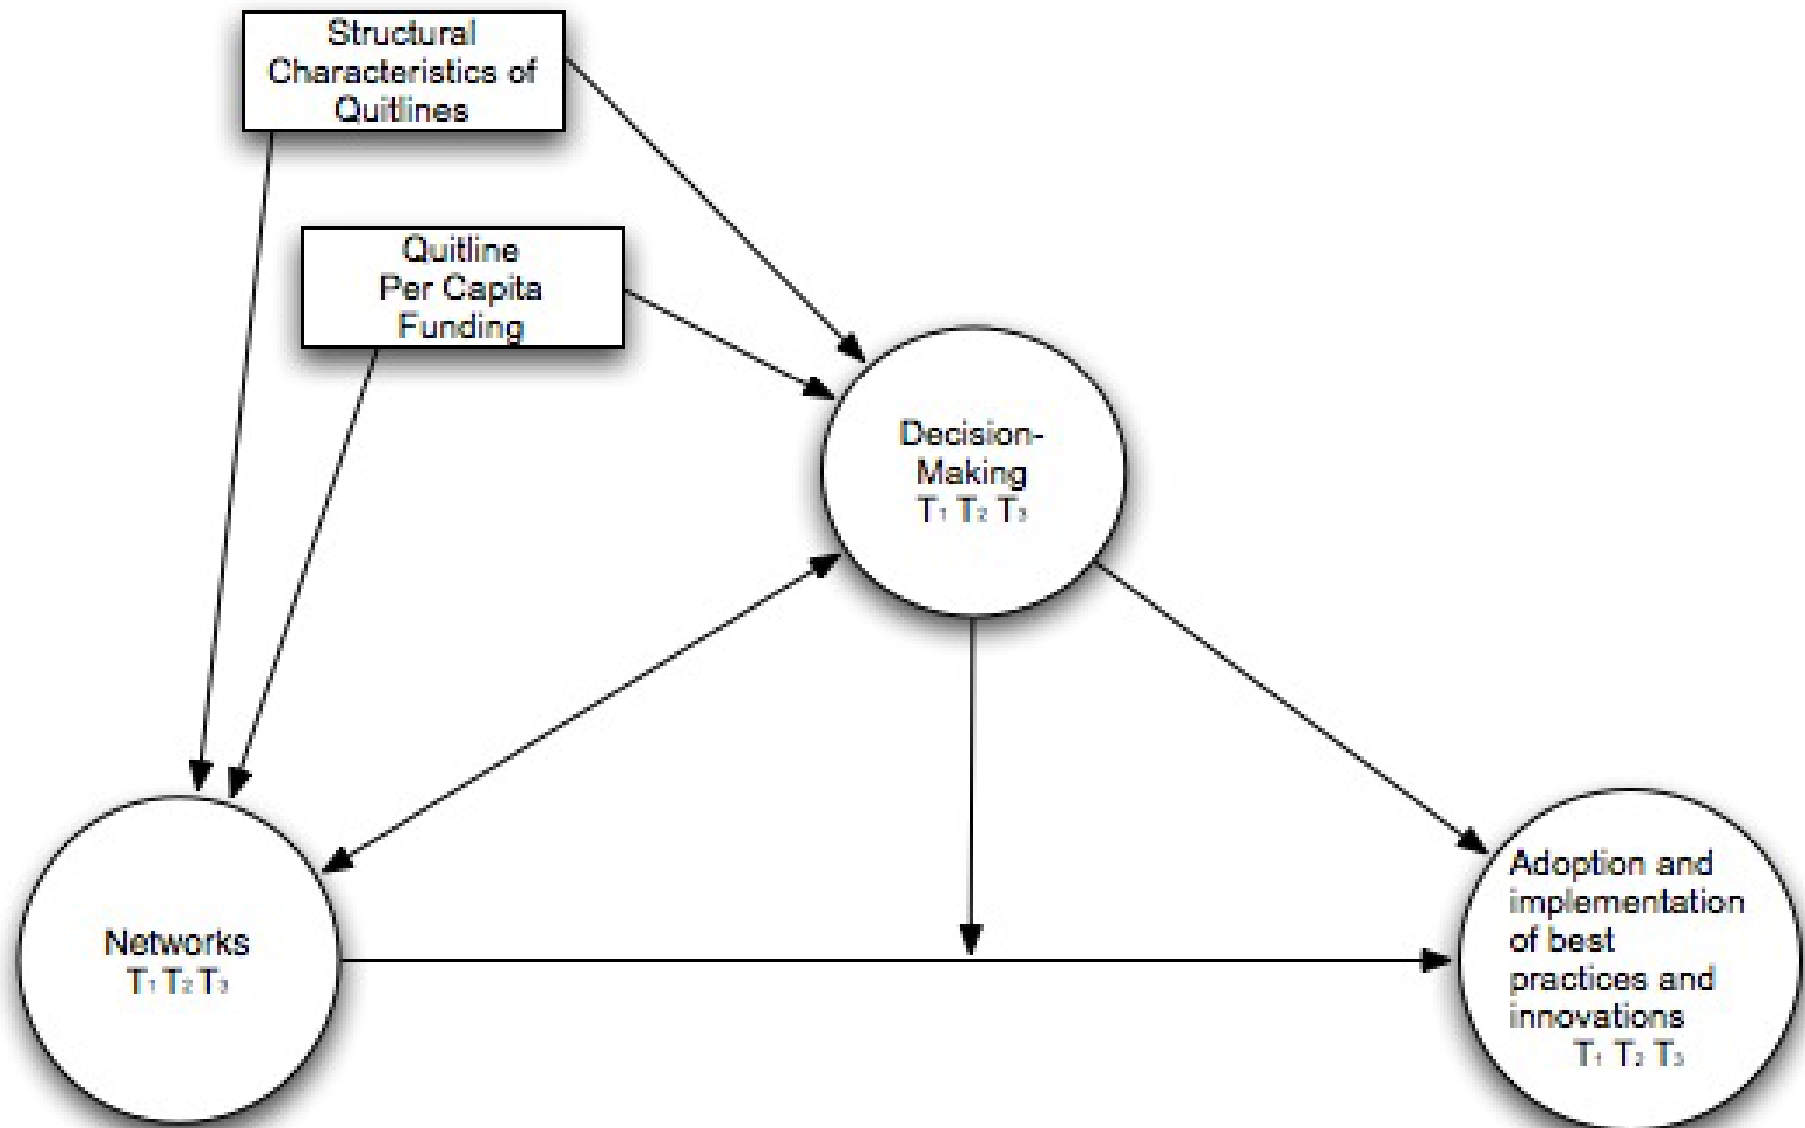 Structural
Characteristics of
Quitlines
Quitline
Per Capita
Funding
Decision-
Making
T₁ T₂ T₃
Networks
T₁ T₂ T₃
Adoption and
implementation
of best
practices and
innovations
T₁ T₂ T₃